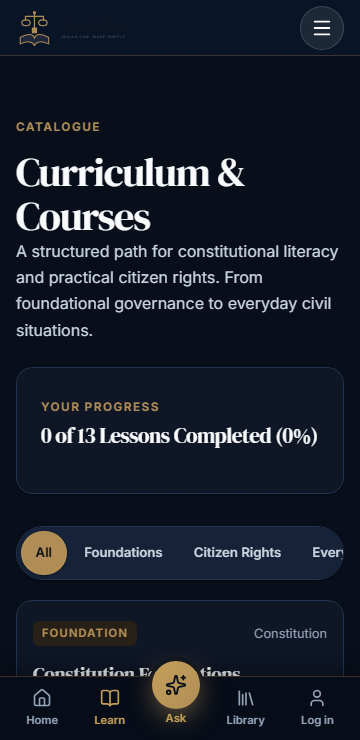 CATALOGUE
Curriculum &
Courses
A structured path for constitutional literacy
and practical citizen rights. From
foundational governance to everyday civil
situations.
YOUR PROGRESS
0 of 13 Lessons Completed (0%)
All Foundations Citizen Rights Every
FOUNDATION Constitution
Constitution
Home Learn Ask Library Log in